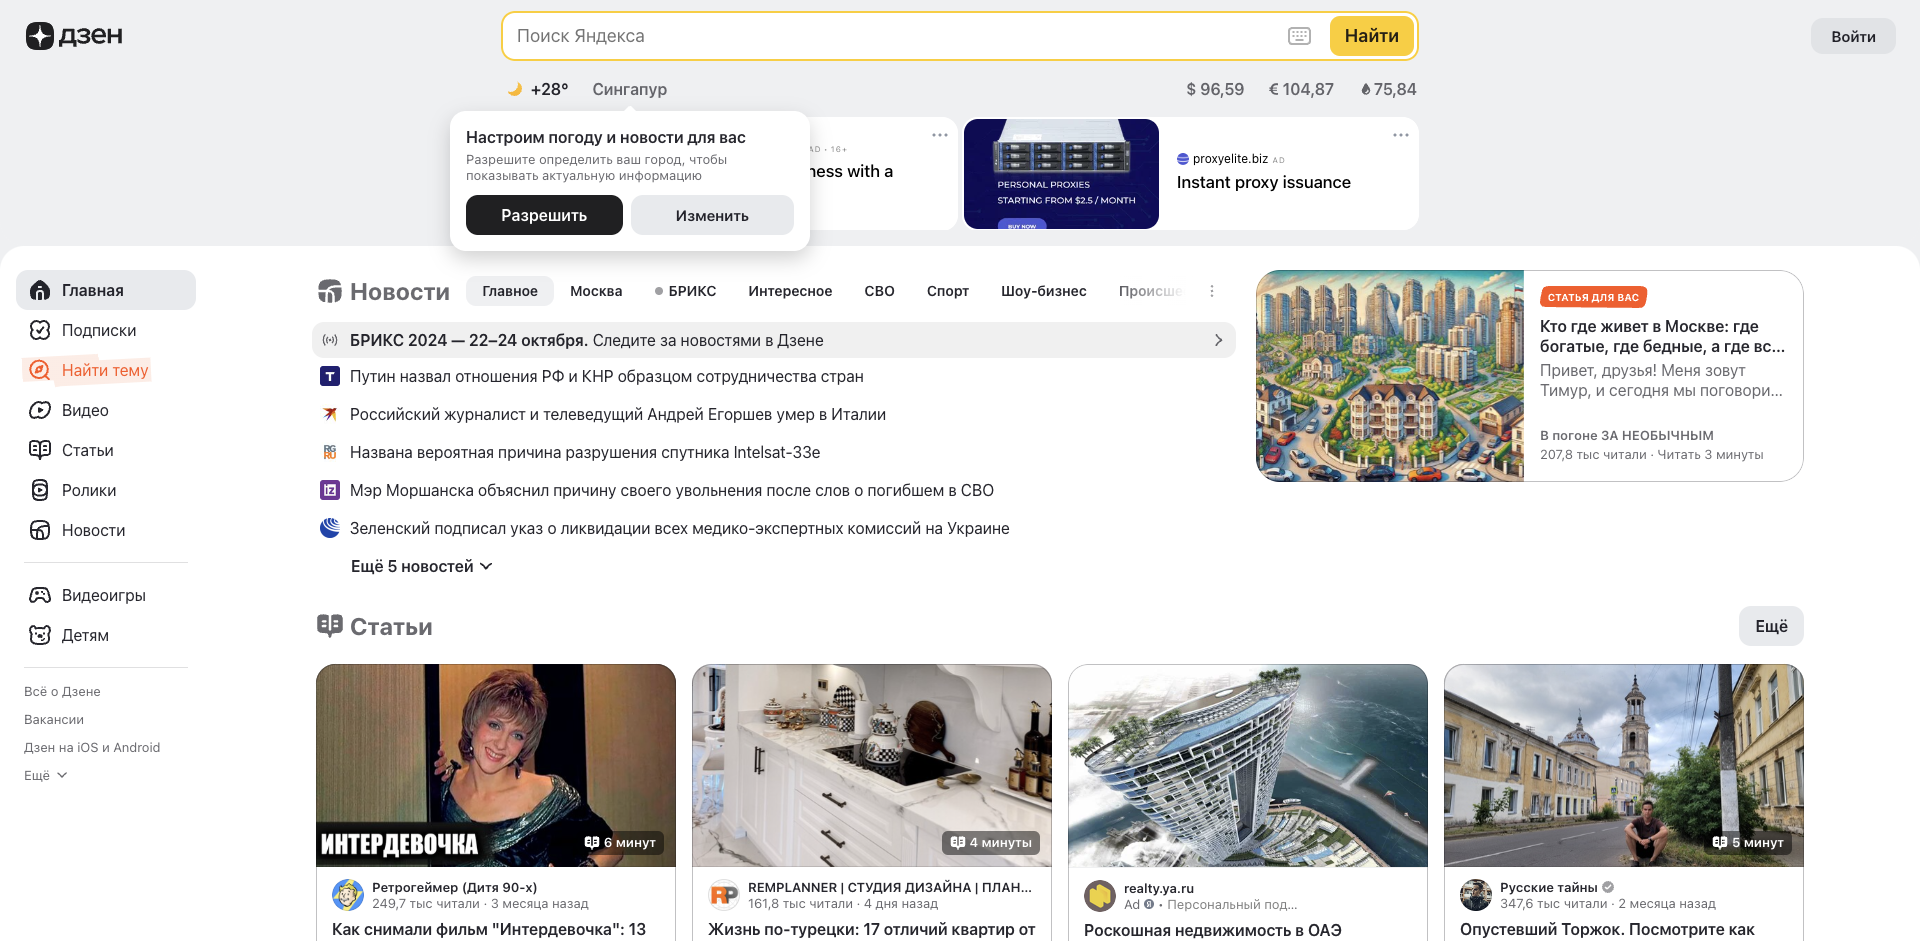 дзен
Поиск Яндекса
Найти
Войти
+28°
Сингапур
$ 96,59
€ 104,87
75,84
Настроим погоду и новости для вас
Разрешите определить ваш город, чтобы
показывать актуальную информацию
Разрешить
Изменить
AD · 16+
ness with a
PERSONAL PROXIES
STARTING FROM $2.5 / MONTH
BUY NOW
proxyelite.biz AD
Instant proxy issuance
Главная
Подписки
Найти тему
Видео
Статьи
Ролики
Новости
Видеоигры
Детям
Всё о Дзене
Вакансии
Дзен на iOS и Android
Ещё
Новости
Главное
Москва
БРИКС
Интересное
СВО
Спорт
Шоу-бизнес
Происше
БРИКС 2024 — 22–24 октября. Следите за новостями в Дзене
Т
Путин назвал отношения РФ и КНР образцом сотрудничества стран
Российский журналист и телеведущий Андрей Егоршев умер в Италии
RG
RU
Названа вероятная причина разрушения спутника Intelsat-33e
Мэр Моршанска объяснил причину своего увольнения после слов о погибшем в СВО
Зеленский подписал указ о ликвидации всех медико-экспертных комиссий на Украине
Ещё 5 новостей
СТАТЬЯ ДЛЯ ВАС
Кто где живет в Москве: где
богатые, где бедные, а где вс...
Привет, друзья! Меня зовут
Тимур, и сегодня мы поговори...
В погоне ЗА НЕОБЫЧНЫМ
207,8 тыс читали · Читать 3 минуты
Статьи
Ещё
ИНТЕРДЕВОЧКА
6 минут
Ретрогеймер (Дитя 90-х)
249,7 тыс читали · 3 месяца назад
Как снимали фильм "Интердевочка": 13
4 минуты
RP
REMPLANNER | СТУДИЯ ДИЗАЙНА | ПЛАН...
161,8 тыс читали · 4 дня назад
Жизнь по-турецки: 17 отличий квартир от
realty.ya.ru
Ad • Персональный под...
Роскошная недвижимость в ОАЭ
5 минут
Русские тайны
347,6 тыс читали · 2 месяца назад
Опустевший Торжок. Посмотрите как